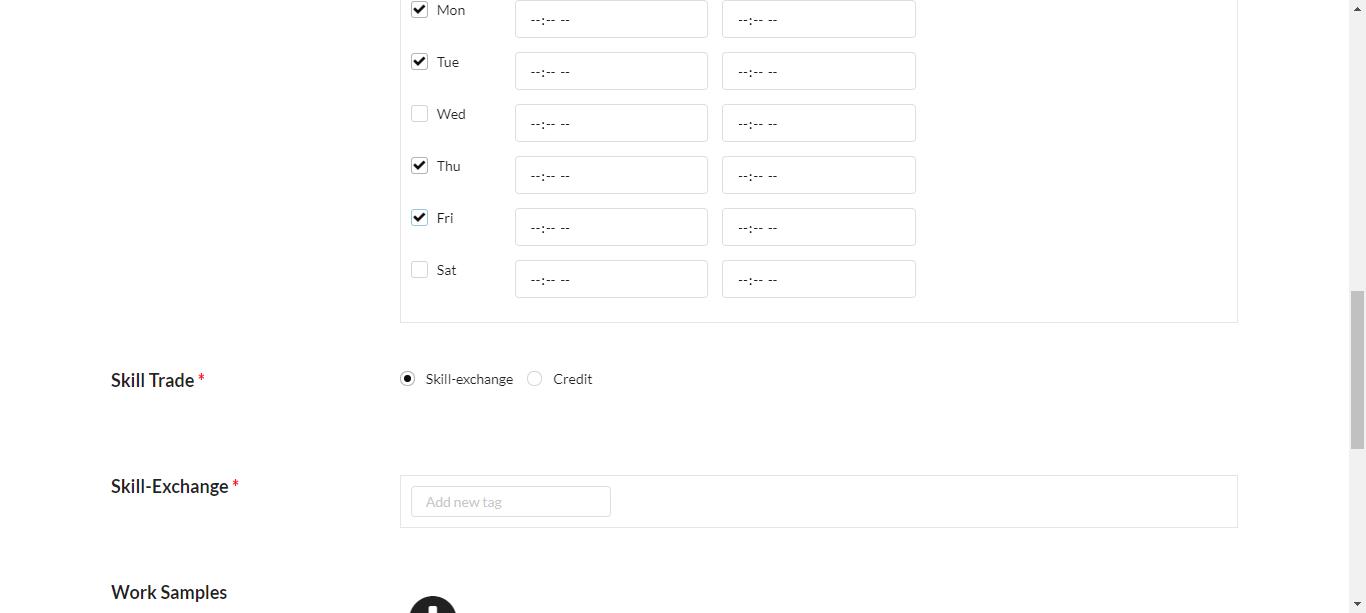 Mon --:-- -- --:-- --
Tue --:-- -- --:-- --
Wed --:-- -- --:-- --
Thu --:-- -- --:-- --
Fri --:-- -- --:-- --
Sat --:-- -- --:-- --
Skill Trade * Skill-exchange Credit
Skill-Exchange *
Add new tag
Work Samples